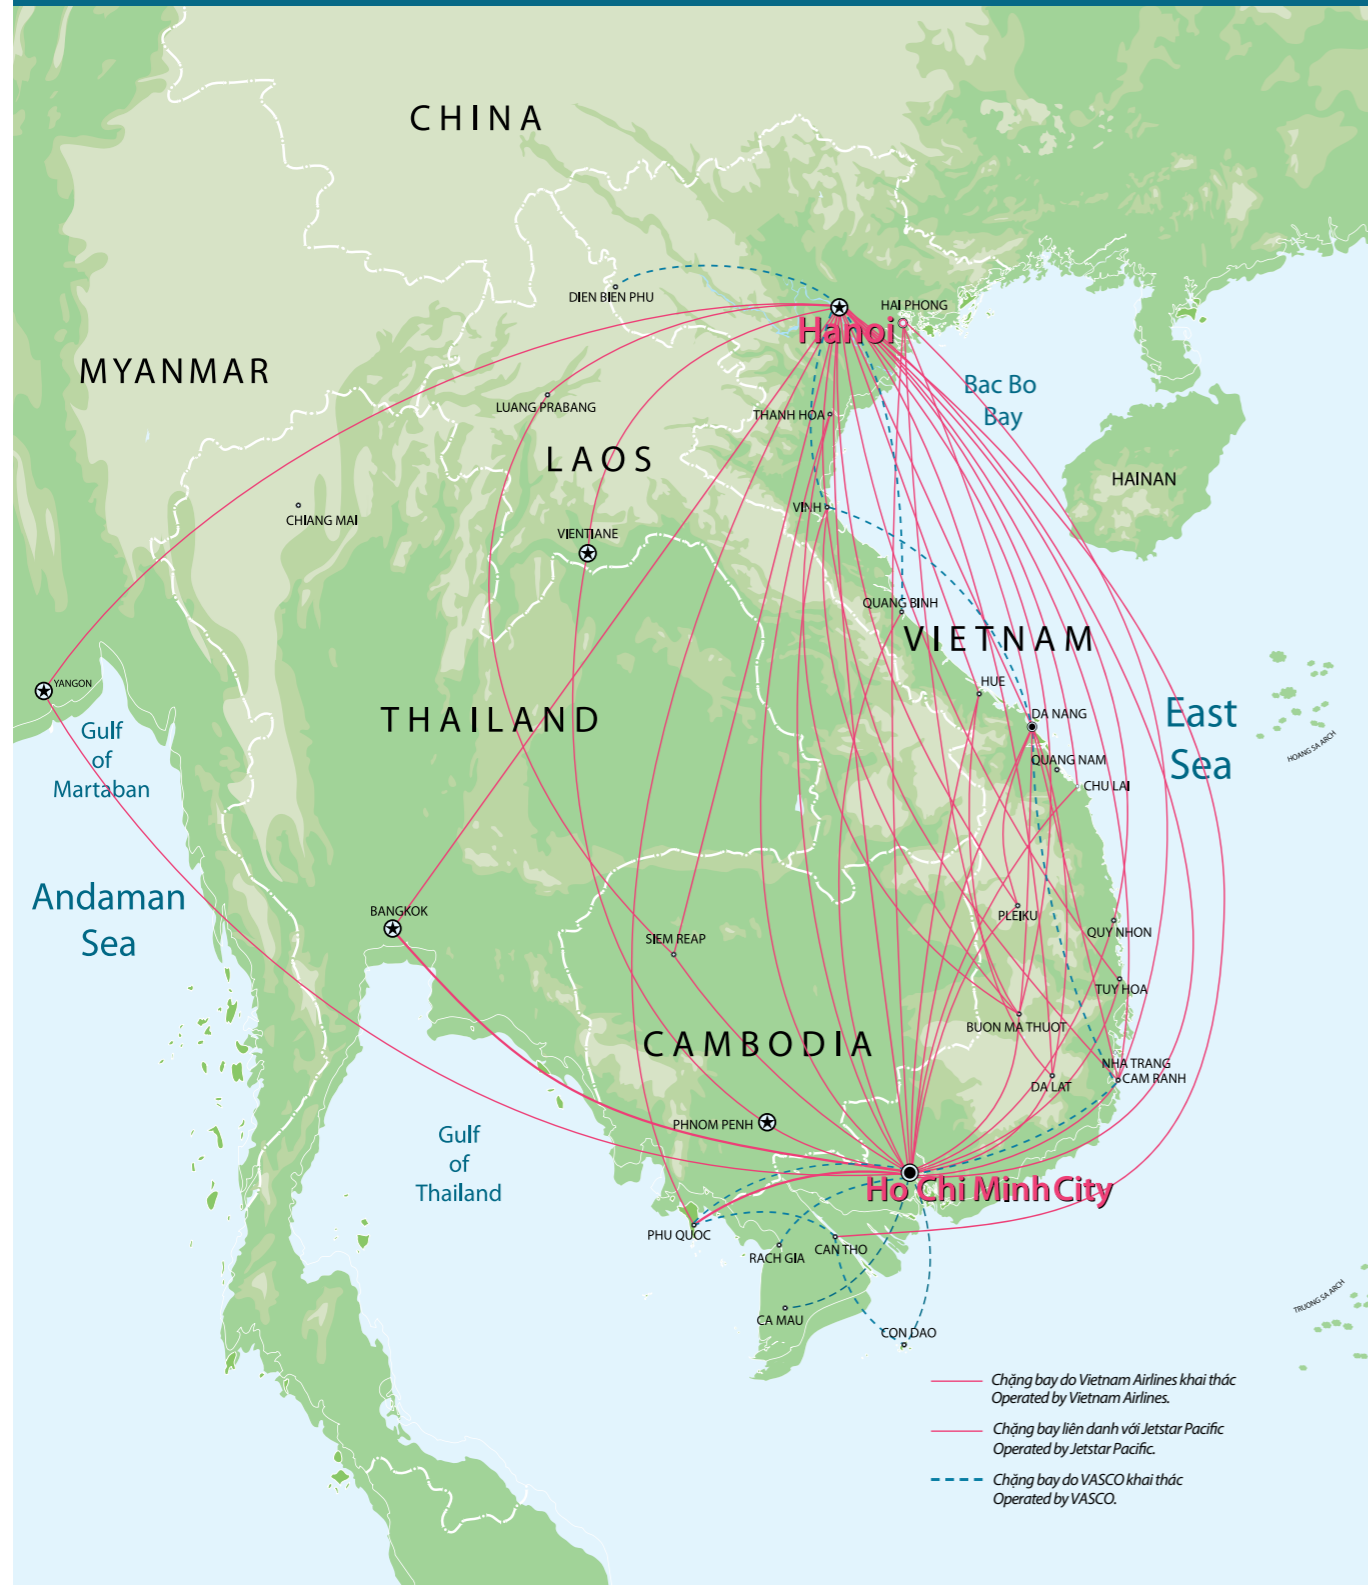 CHINA
DIEN BIEN PHU
HAI PHONG
Hanoi
MYANMAR
Bac Bo
Bay
LUANG PRABANG
THANH HOA
LAOS
HAINAN
CHIANG MAI
VINH
VIENTIANE
QUANG BINH
VIETNAM
YANGON
HUE
THAILAND
DA NANG
East
Sea
Gulf
of
Martaban
HOANG SA ARCH
QUANG NAM
CHU LAI
Andaman
Sea
BANGKOK
PLEIKU
QUY NHON
SIEM REAP
TUY HOA
BUON MA THUOT
CAMBODIA
NHA TRANG
CAM RANH
DA LAT
PHNOM PENH
Gulf
of
Thailand
Ho Chi Minh City
PHU QUOC
RACH GIA
CAN THO
TRUONG SA ARCH
CA MAU
CON DAO
Chặng bay do Vietnam Airlines khai thác
Operated by Vietnam Airlines.
Chặng bay liên danh với Jetstar Pacific
Operated by Jetstar Pacific.
Chặng bay do VASCO khai thác
Operated by VASCO.